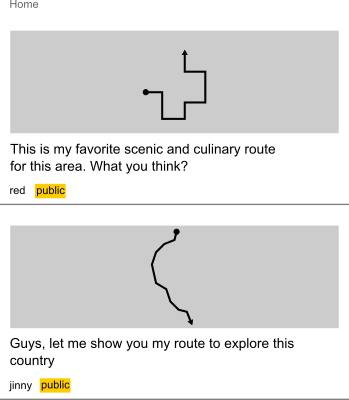 Home
This is my favorite scenic and culinary route
for this area. What you think?
red public
Guys, let me show you my route to explore this
country
jinny public